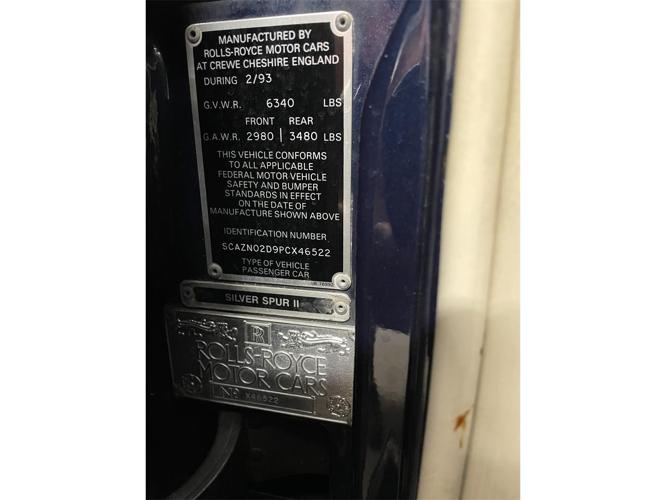 MANUFACTURED BY
ROLLS-ROYCE MOTOR CARS
AT CREWE CHESHIRE ENGLAND
DURING 2/93
G.V.W.R. 6340 LBS
FRONT REAR
G.A.W.R. 2980 | 3480 LBS
THIS VEHICLE CONFORMS
TO ALL APPLICABLE
FEDERAL MOTOR VEHICLE
SAFETY AND BUMPER
STANDARDS IN EFFECT
ON THE DATE OF
MANUFACTURE SHOWN ABOVE
IDENTIFICATION NUMBER
SCAZN02D9PCX46522
TYPE OF VEHICLE
PASSENGER CAR
SILVER SPUR II
RR
ROLLS-ROYCE
MOTOR CARS
Nº X46522